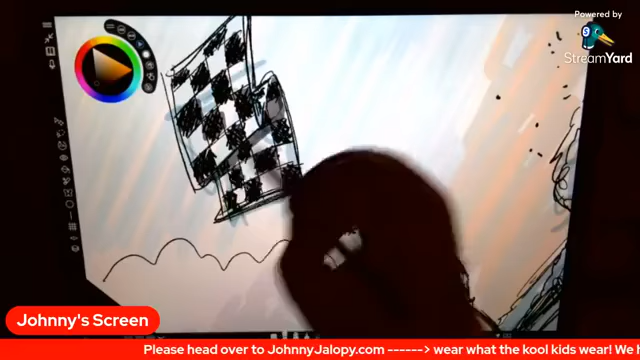 Powered by
StreamYard
Johnny's Screen
Please head over to JohnnyJalopy.com ------> wear what the kool kids wear! We